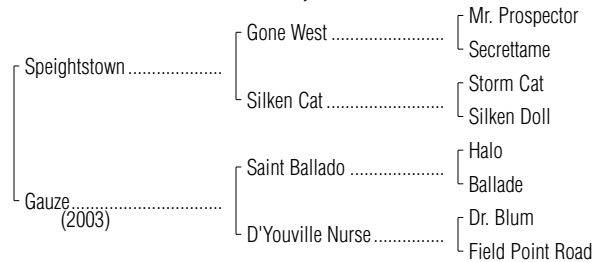 Mr. Prospector
Gone West ......................
Secrettame
Speightstown ..................
Storm Cat
Silken Cat .......................
Silken Doll
Halo
Saint Ballado ..................
Ballade
Gauze.............................
(2003)
Dr. Blum
D'Youville Nurse..............
Field Point Road